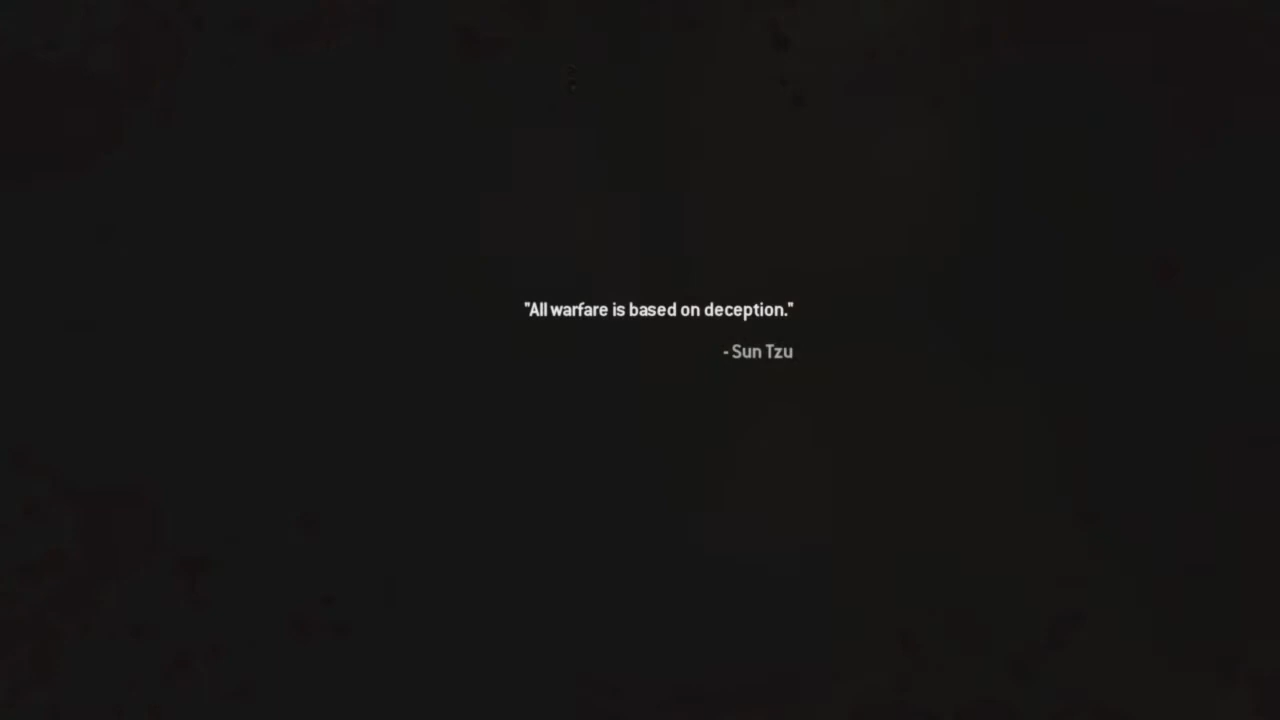 "All warfare is based on deception."
- Sun Tzu